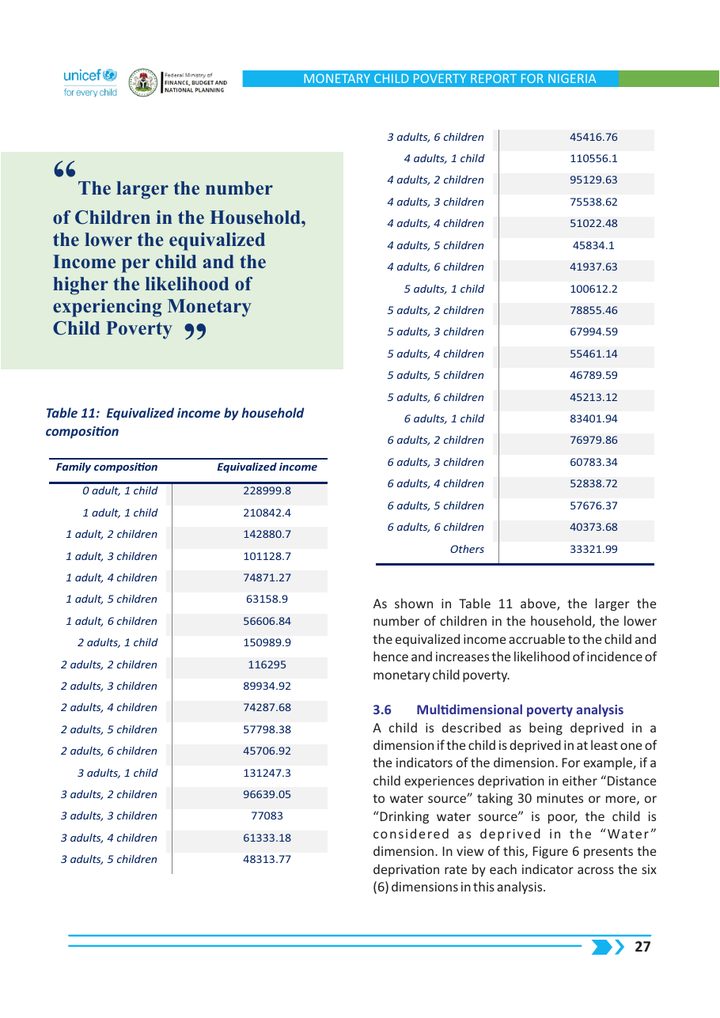 unicef
for every child
Federal Ministry of
FINANCE, BUDGET AND
NATIONAL PLANNING
MONETARY CHILD POVERTY REPORT FOR NIGERIA
“ The larger the number
of Children in the Household,
the lower the equivalized
Income per child and the
higher the likelihood of
experiencing Monetary
Child Poverty ”
Table 11: Equivalized income by household
composition
Family composition Equivalized income
0 adult, 1 child 228999.8
1 adult, 1 child 210842.4
1 adult, 2 children 142880.7
1 adult, 3 children 101128.7
1 adult, 4 children 74871.27
1 adult, 5 children 63158.9
1 adult, 6 children 56606.84
2 adults, 1 child 150989.9
2 adults, 2 children 116295
2 adults, 3 children 89934.92
2 adults, 4 children 74287.68
2 adults, 5 children 57798.38
2 adults, 6 children 45706.92
3 adults, 1 child 131247.3
3 adults, 2 children 96639.05
3 adults, 3 children 77083
3 adults, 4 children 61333.18
3 adults, 5 children 48313.77
3 adults, 6 children 45416.76
4 adults, 1 child 110556.1
4 adults, 2 children 95129.63
4 adults, 3 children 75538.62
4 adults, 4 children 51022.48
4 adults, 5 children 45834.1
4 adults, 6 children 41937.63
5 adults, 1 child 100612.2
5 adults, 2 children 78855.46
5 adults, 3 children 67994.59
5 adults, 4 children 55461.14
5 adults, 5 children 46789.59
5 adults, 6 children 45213.12
6 adults, 1 child 83401.94
6 adults, 2 children 76979.86
6 adults, 3 children 60783.34
6 adults, 4 children 52838.72
6 adults, 5 children 57676.37
6 adults, 6 children 40373.68
Others 33321.99
As shown in Table 11 above, the larger the
number of children in the household, the lower
the equivalized income accruable to the child and
hence and increases the likelihood of incidence of
monetary child poverty.
3.6 Multidimensional poverty analysis
A child is described as being deprived in a
dimension if the child is deprived in at least one of
the indicators of the dimension. For example, if a
child experiences deprivation in either “Distance
to water source” taking 30 minutes or more, or
“Drinking water source” is poor, the child is
considered as deprived in the “Water”
dimension. In view of this, Figure 6 presents the
deprivation rate by each indicator across the six
(6) dimensions in this analysis.
27